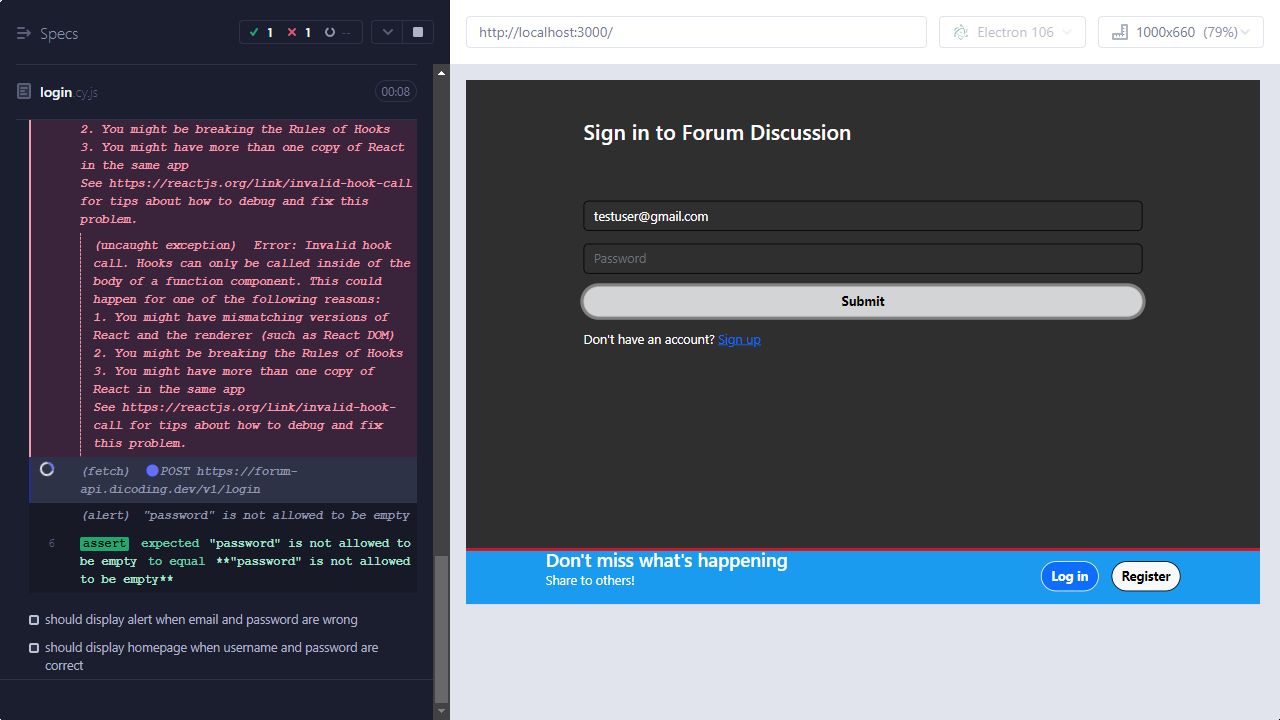 Specs
1
1
--
login.cy.js
00:08
2. You might be breaking the Rules of Hooks
3. You might have more than one copy of React
in the same app
See https://reactjs.org/link/invalid-hook-call
for tips about how to debug and fix this
problem.
(uncaught exception) Error: Invalid hook
call. Hooks can only be called inside of the
body of a function component. This could
happen for one of the following reasons:
1. You might have mismatching versions of
React and the renderer (such as React DOM)
2. You might be breaking the Rules of Hooks
3. You might have more than one copy of
React in the same app
See https://reactjs.org/link/invalid-hook-
call for tips about how to debug and fix
this problem.
(fetch) POST https://forum-
api.dicoding.dev/v1/login
(alert) "password" is not allowed to be empty
6 assert expected "password" is not allowed to
be empty to equal **"password" is not allowed
to be empty**
should display alert when email and password are wrong
should display homepage when username and password are
correct
http://localhost:3000/
Electron 106
1000x660 (79%)
Sign in to Forum Discussion
testuser@gmail.com
Password
Submit
Don't have an account? Sign up
Don't miss what's happening
Share to others!
Log in
Register